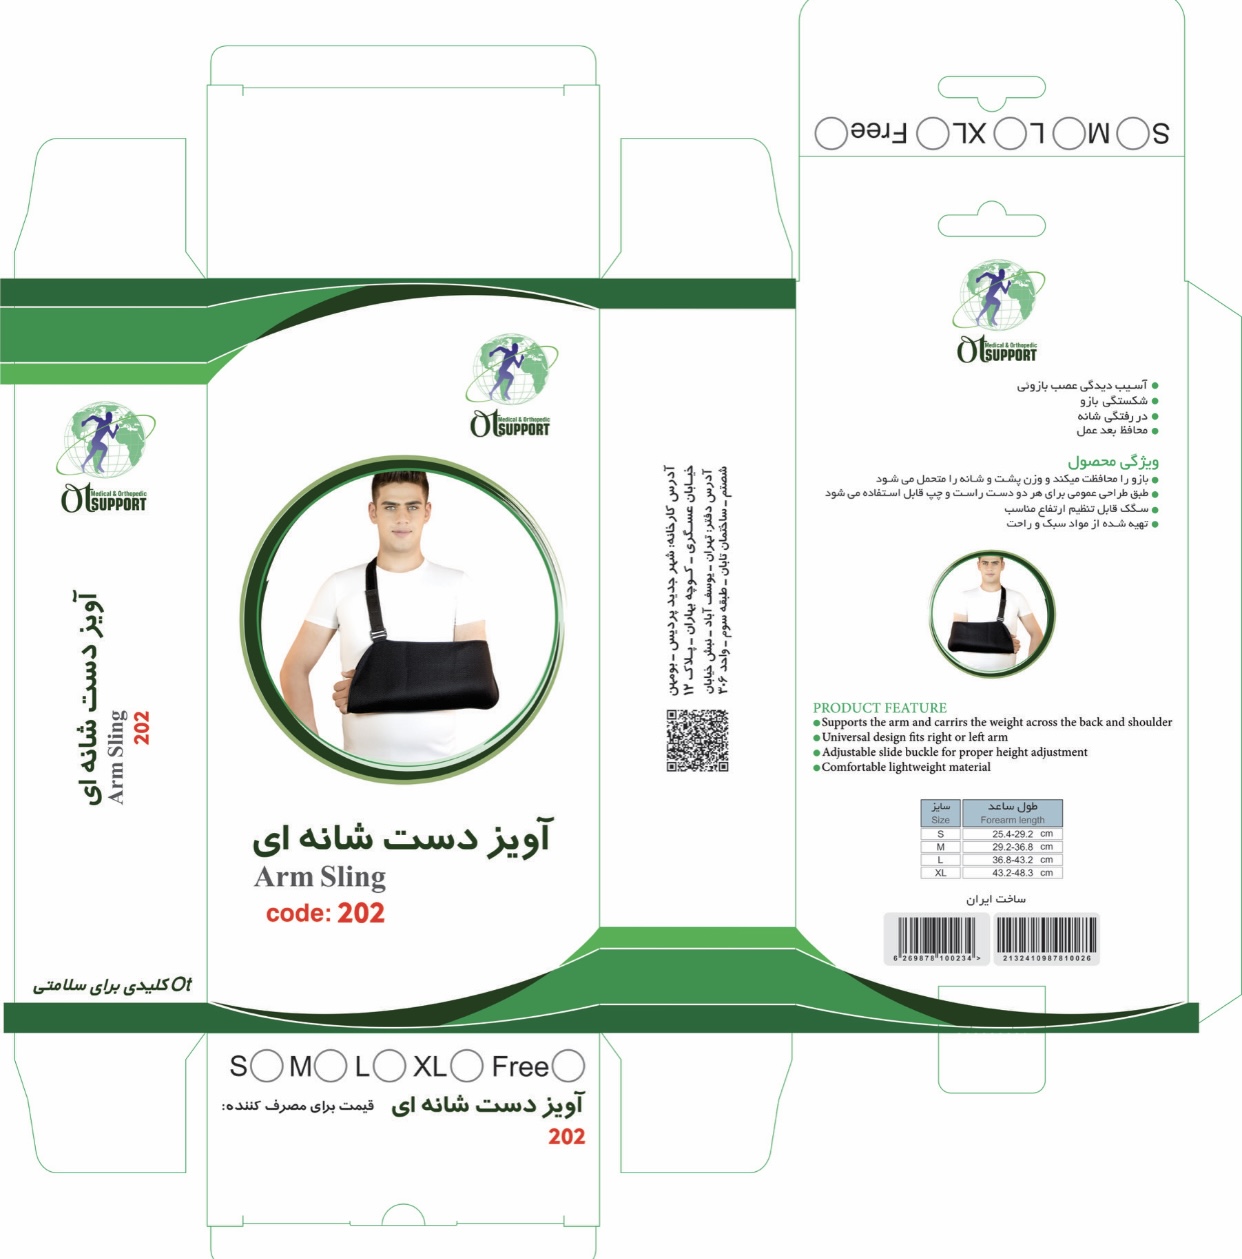 S M L XL Free
Ot Medical & Orthopedic
SUPPORT
آویز دست شانه ای
Arm Sling
202
Ot کلیدی برای سلامتی
Ot Medical & Orthopedic
SUPPORT
آویز دست شانه ای
Arm Sling
code: 202
S M L XL Free
آویز دست شانه ای قیمت برای مصرف کننده:
202
آدرس کارخانه: شهر جدید پردیس - بومهن
خیابان عسگری - کوچه بهاران - پلاک ۱۲
آدرس دفتر: تهران - یوسف آباد - نبش خیابان
شصتم - ساختمان تابان - طبقه سوم - واحد ۳۰۶
Ot Medical & Orthopedic
SUPPORT
آسیب دیدگی عصب بازوئی
شکستگی بازو
در رفتگی شانه
محافظ بعد عمل
ویژگی محصول
بازو را محافظت میکند و وزن پشت و شانه را متحمل می شود
طبق طراحی عمومی برای هر دو دست راست و چپ قابل استفاده می شود
سگک قابل تنظیم ارتفاع مناسب
تهیه شده از مواد سبک و راحت
PRODUCT FEATURE
Supports the arm and carrirs the weight across the back and shoulder
Universal design fits right or left arm
Adjustable slide buckle for proper height adjustment
Comfortable lightweight material
سایز طول ساعد
Size Forearm length
S 25.4-29.2 cm
M 29.2-36.8 cm
L 36.8-43.2 cm
XL 43.2-48.3 cm
ساخت ایران
6 269878 100234 > 2132410987810026